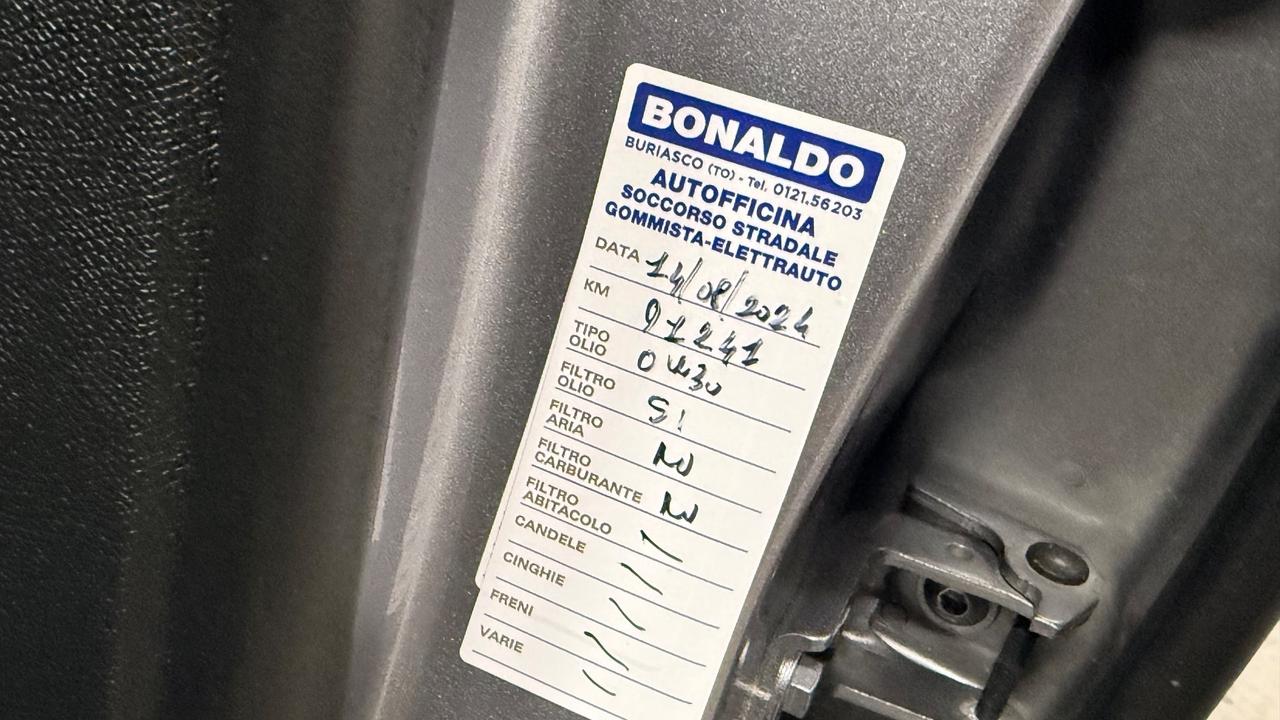 BONALDO
BURIASCO (TO) - Tel. 0121.56203
AUTOFFICINA
SOCCORSO STRADALE
GOMMISTA-ELETTRAUTO
DATA 14/08/2024
KM 91241
TIPO OLIO 0W30
FILTRO OLIO SI
FILTRO ARIA NO
FILTRO CARBURANTE NO
FILTRO ABITACOLO
CANDELE
CINGHIE
FRENI
VARIE